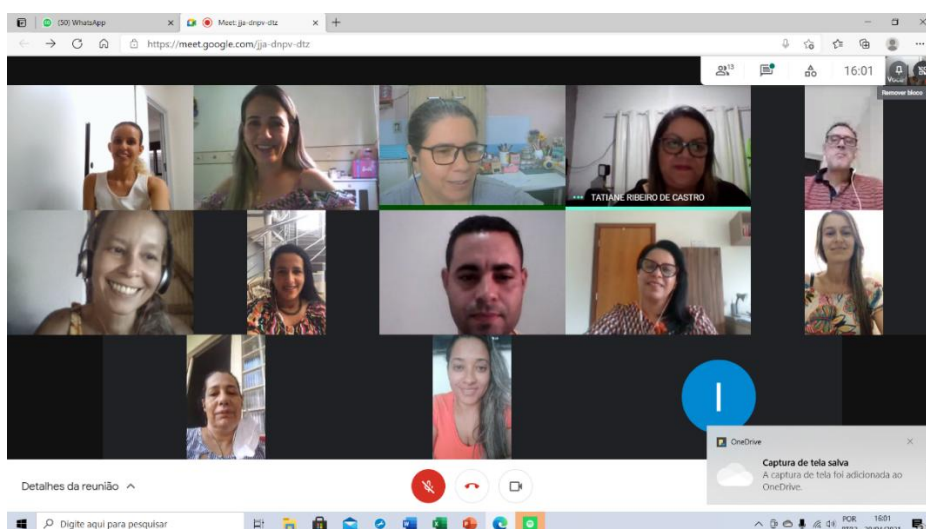 (50) WhatsApp
Meet: jja-dnpv-dtz
https://meet.google.com/jja-dnpv-dtz
13
16:01
Você
Remover bloco
TATIANE RIBEIRO DE CASTRO
I
OneDrive
Captura de tela salva
A captura de tela foi adicionada ao
OneDrive.
Detalhes da reunião
Digite aqui para pesquisar
POR
16:01